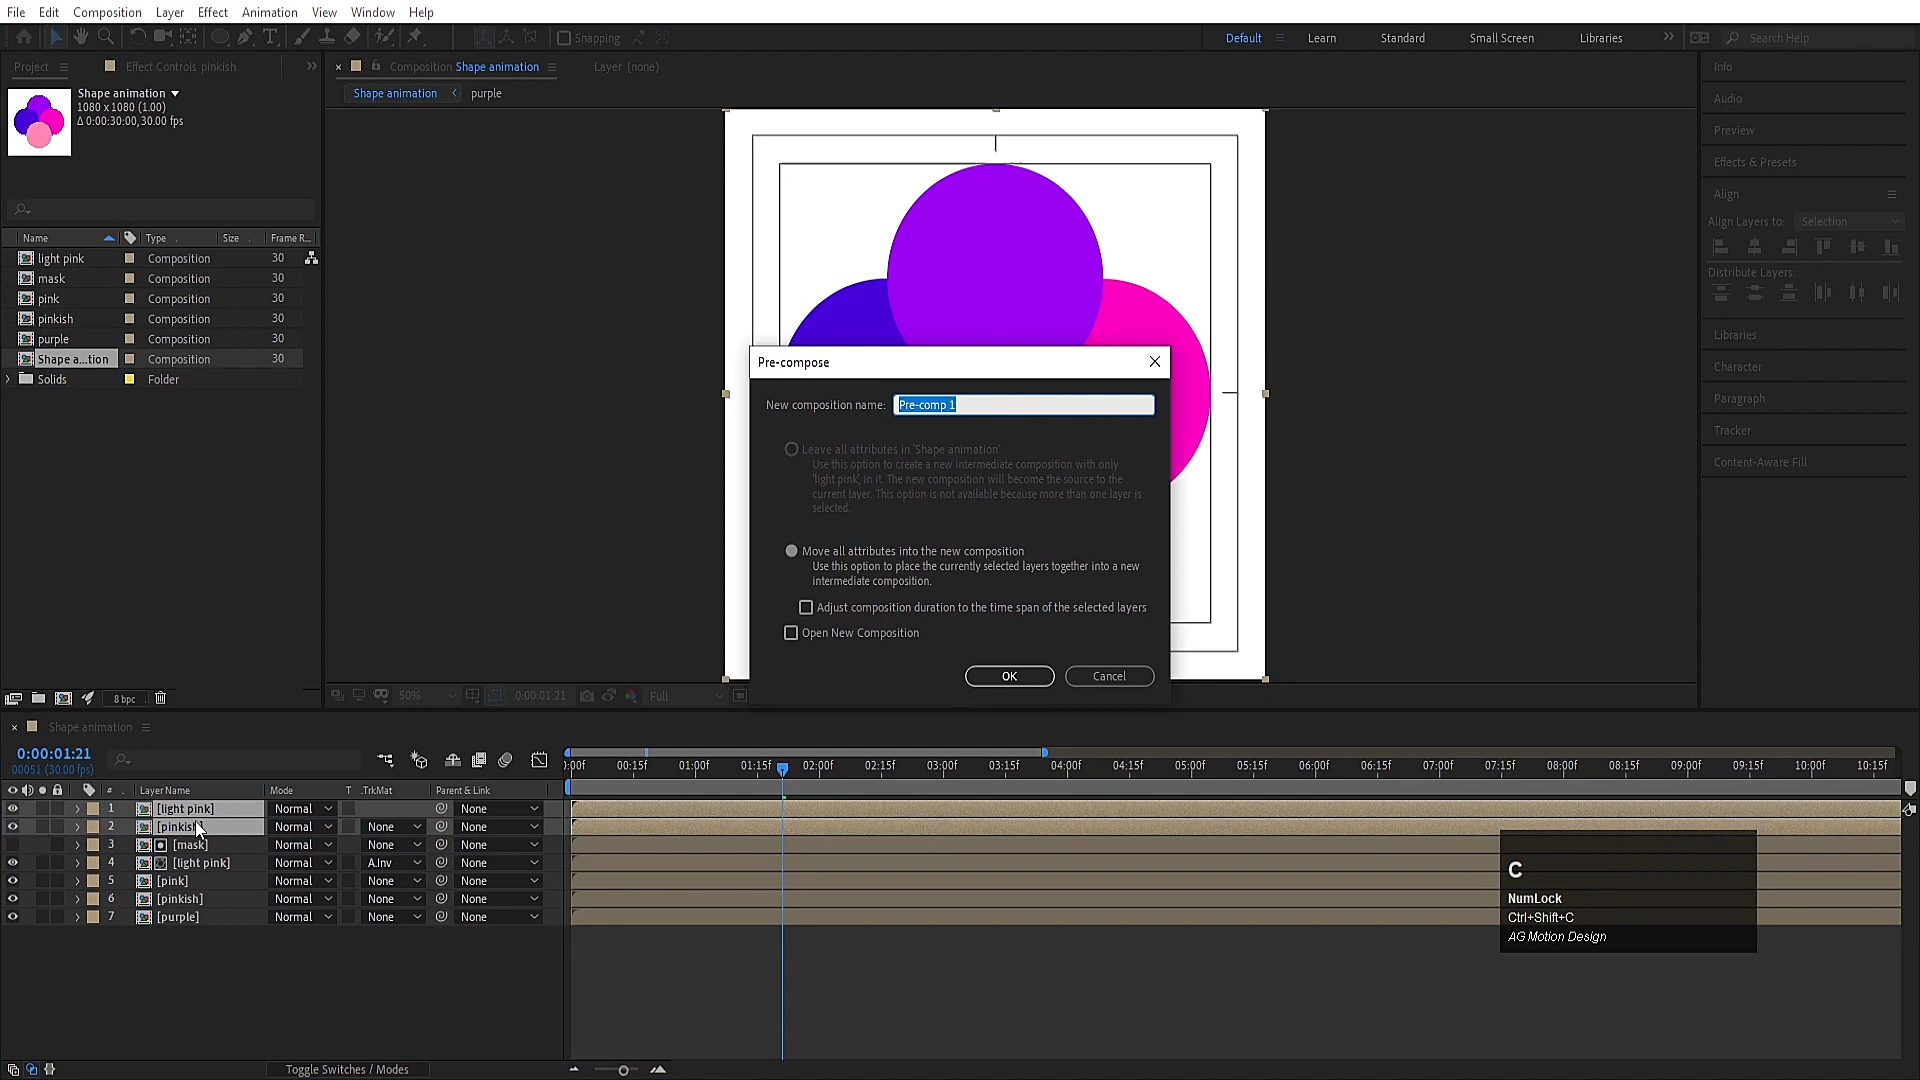 File Edit Composition Layer Effect Animation View Window Help
Snapping Default Learn Standard Small Screen Libraries Search Help
Project Effect Controls pinkish Composition Shape animation Layer (none) Info
Shape animation
1080 x 1080 (1.00)
Δ 0:00:30:00, 30.00 fps
Shape animation purple
Audio
Preview
Effects & Presets
Align
Align Layers to: Selection
Distribute Layers:
Libraries
Character
Paragraph
Tracker
Content-Aware Fill
Name Type Size Frame R...
light pink Composition 30
mask Composition 30
pink Composition 30
pinkish Composition 30
purple Composition 30
Shape a...tion Composition 30
Solids Folder
Pre-compose
New composition name: Pre-comp 1
Leave all attributes in 'Shape animation'
Use this option to create a new intermediate composition with only
'light pink', in it. The new composition will become the source to the
current layer. This option is not available because more than one layer is
selected.
Move all attributes into the new composition
Use this option to place the currently selected layers together into a new
intermediate composition.
Adjust composition duration to the time span of the selected layers
Open New Composition
OK Cancel
8 bpc 50% 0:00:01:21 Full
Shape animation
0:00:01:21
00051 (30.00 fps)
:00f 00:15f 01:00f 01:15f 02:00f 02:15f 03:00f 03:15f 04:00f 04:15f 05:00f 05:15f 06:00f 06:15f 07:00f 07:15f 08:00f 08:15f 09:00f 09:15f 10:00f 10:15f
# Layer Name Mode T .TrkMat Parent & Link
1 [light pink] Normal None
2 [pinkish] Normal None None
3 [mask] Normal None None
4 [light pink] Normal A.Inv None
5 [pink] Normal None None
6 [pinkish] Normal None None
7 [purple] Normal None None
C
NumLock
Ctrl+Shift+C
AG Motion Design
Toggle Switches / Modes